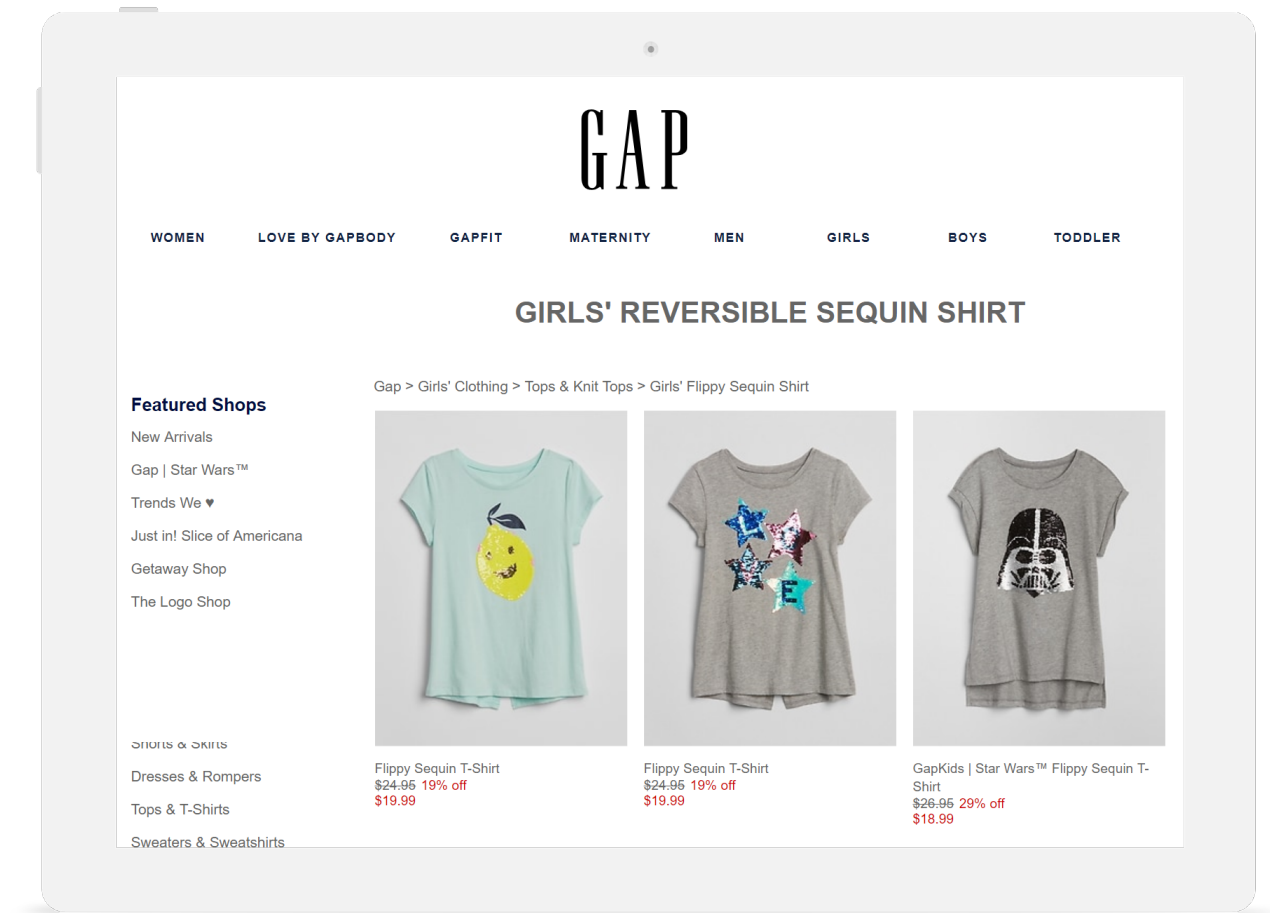 GAP
WOMEN LOVE BY GAPBODY GAPFIT MATERNITY MEN GIRLS BOYS TODDLER
GIRLS' REVERSIBLE SEQUIN SHIRT
Gap > Girls' Clothing > Tops & Knit Tops > Girls' Flippy Sequin Shirt
Featured Shops
New Arrivals
Gap | Star Wars™
Trends We ♥
Just in! Slice of Americana
Getaway Shop
The Logo Shop
Shorts & Skirts
Dresses & Rompers
Tops & T-Shirts
Sweaters & Sweatshirts
L
E
Flippy Sequin T-Shirt
$24.95 19% off
$19.99
Flippy Sequin T-Shirt
$24.95 19% off
$19.99
GapKids | Star Wars™ Flippy Sequin T-
Shirt
$26.95 29% off
$18.99